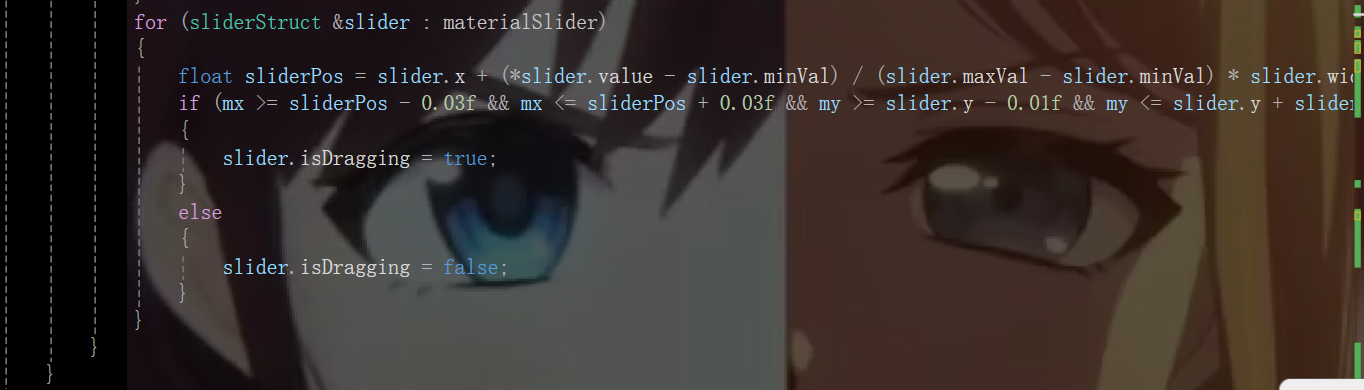 }
for (sliderStruct &slider : materialSlider)
{
float sliderPos = slider.x + (*slider.value - slider.minVal) / (slider.maxVal - slider.minVal) * slider.wi
if (mx >= sliderPos - 0.03f && mx <= sliderPos + 0.03f && my >= slider.y - 0.01f && my <= slider.y + slider
{
slider.isDragging = true;
}
else
{
slider.isDragging = false;
}
}
}
}